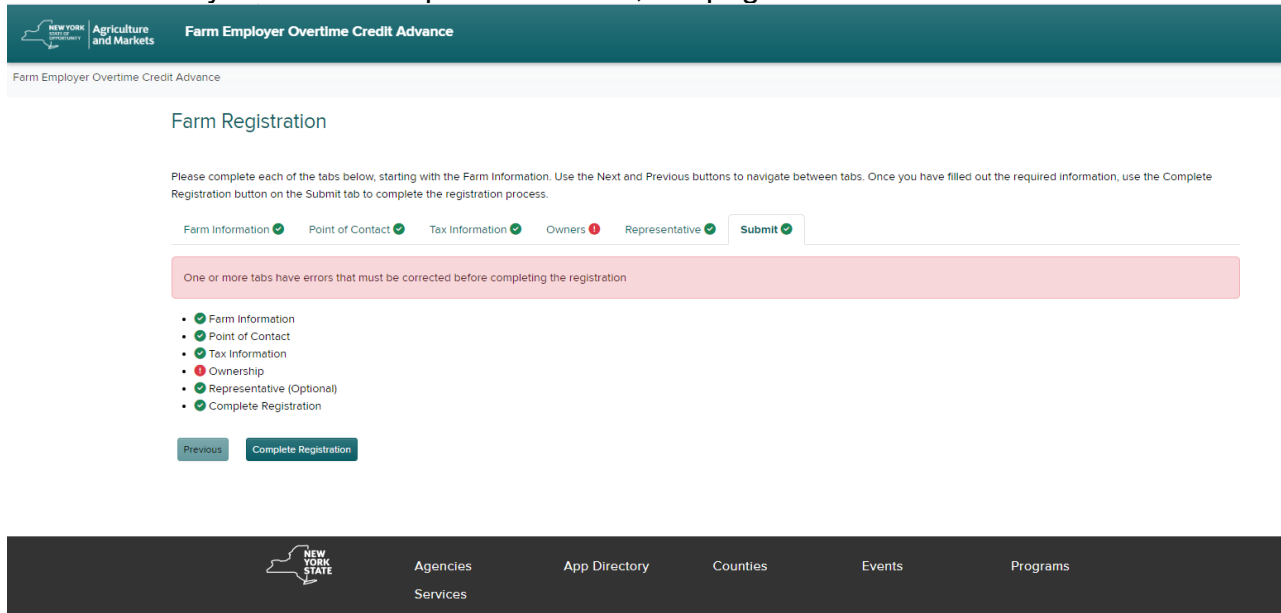 NEW YORK
STATE OF
OPPORTUNITY
Agriculture
and Markets
Farm Employer Overtime Credit Advance
Farm Employer Overtime Credit Advance
Farm Registration
Please complete each of the tabs below, starting with the Farm Information. Use the Next and Previous buttons to navigate between tabs. Once you have filled out the required information, use the Complete
Registration button on the Submit tab to complete the registration process.
Farm Information Point of Contact Tax Information Owners Representative Submit
One or more tabs have errors that must be corrected before completing the registration
Farm Information
Point of Contact
Tax Information
Ownership
Representative (Optional)
Complete Registration
Previous Complete Registration
NEW
YORK
STATE
Agencies App Directory Counties Events Programs
Services